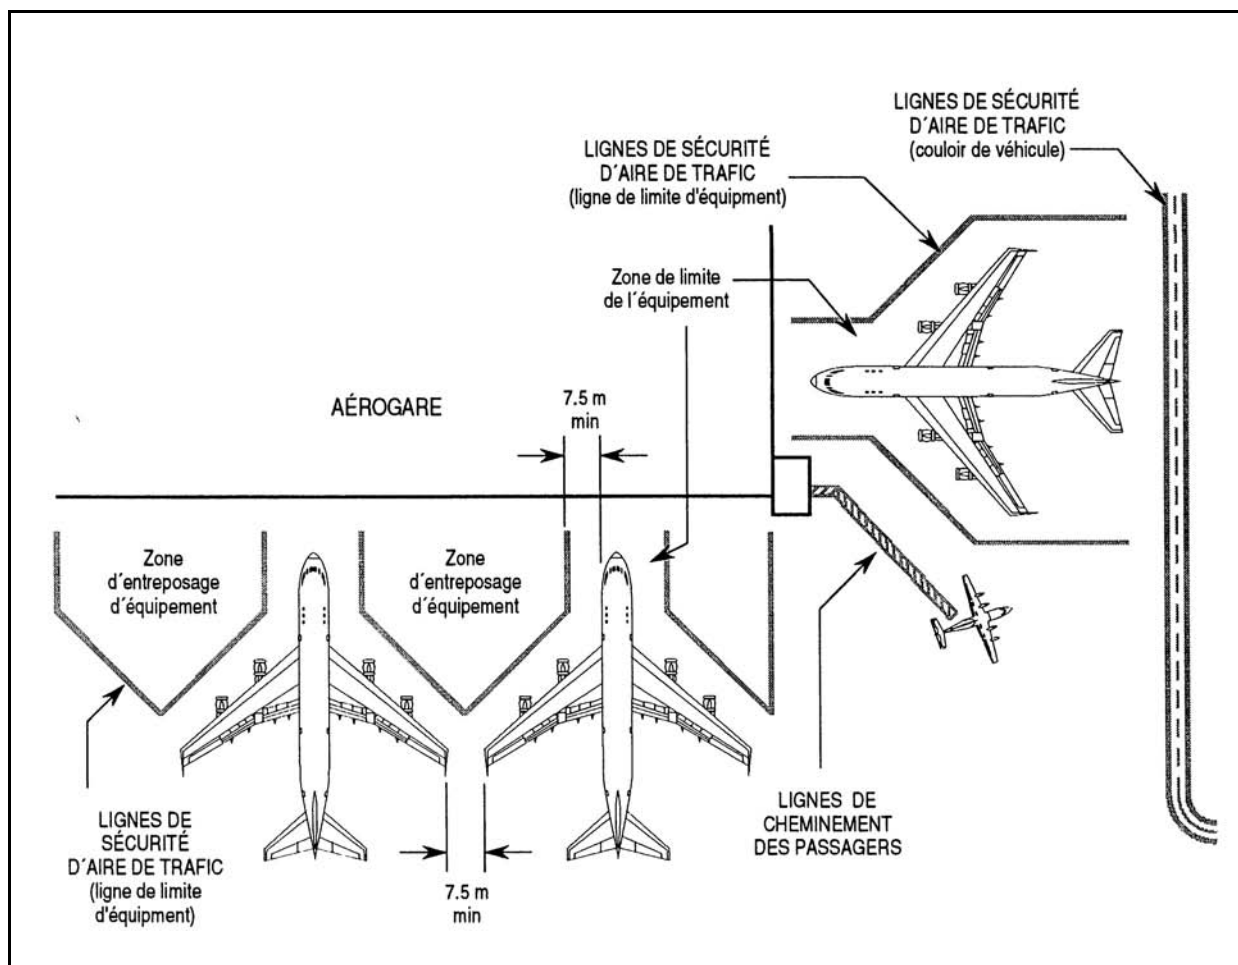 LIGNES DE SÉCURITÉ
D´AIRE DE TRAFIC
(couloir de véhicule)
LIGNES DE SÉCURITÉ
D´AIRE DE TRAFIC
(ligne de limite d'équipment)
Zone de limite
de l´équipement
AÉROGARE
7.5 m
min
Zone
d´entreposage
d´équipement
Zone
d´entreposage
d´équipement
LIGNES DE
SÉCURITÉ
D´AIRE DE TRAFIC
(ligne de limite
d'équipment)
7.5 m
min
LIGNES DE
CHEMINEMENT
DES PASSAGERS